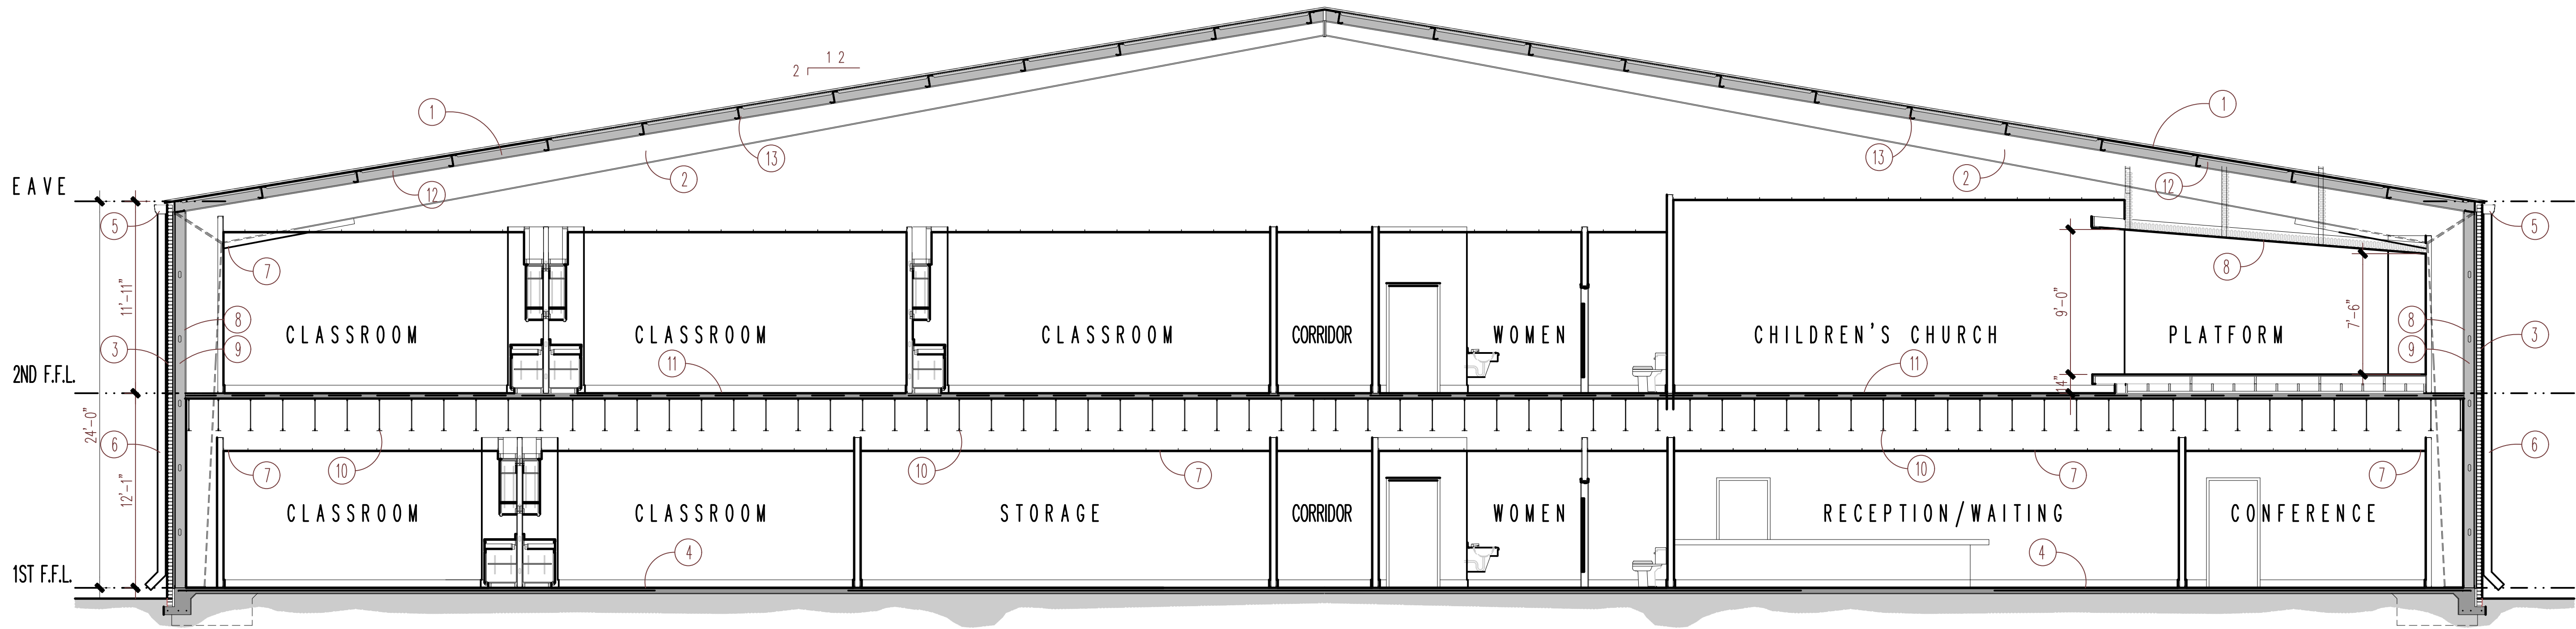 12
2
1
1
13
13
2
2
12
12
EAVE
5
5
7
8
11'-11"
9'-0"
7'-6"
8
8
CLASSROOM
CLASSROOM
CLASSROOM
CORRIDOR
WOMEN
CHILDREN'S CHURCH
PLATFORM
3
9
9
3
11
11
2ND F.F.L.
14"
24'-0"
6
6
7
10
10
7
10
7
7
12'-1"
CLASSROOM
CLASSROOM
STORAGE
CORRIDOR
WOMEN
RECEPTION/WAITING
CONFERENCE
4
4
1ST F.F.L.